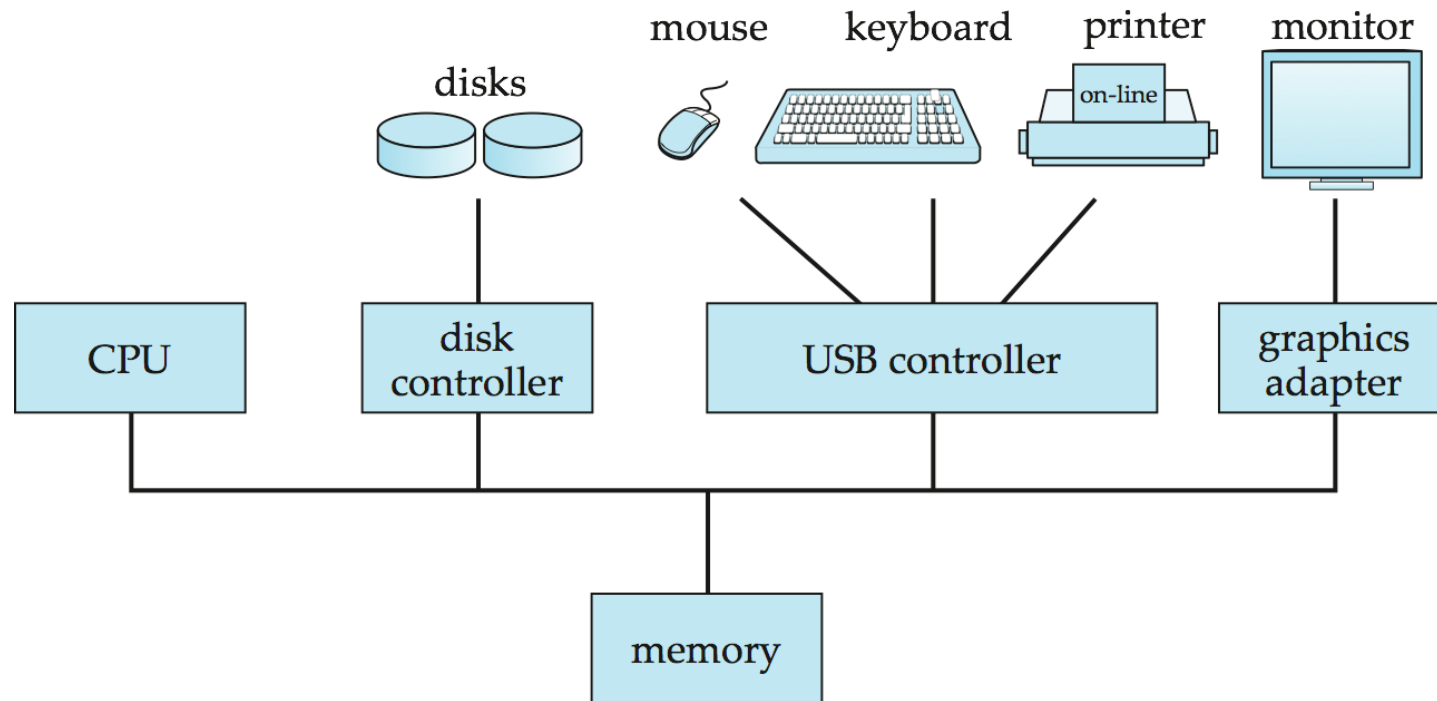 mouse
keyboard
printer
monitor
disks
on-line
CPU
disk
controller
USB controller
graphics
adapter
memory